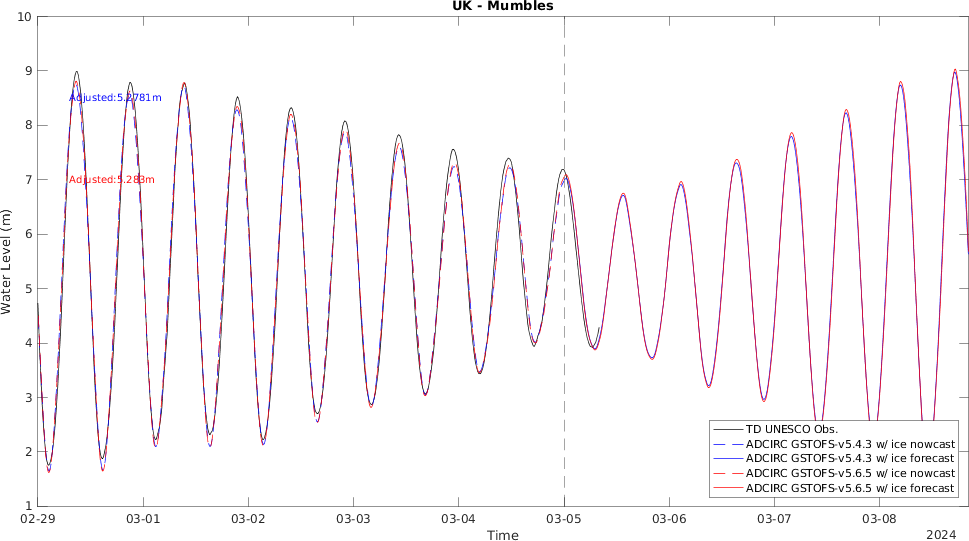 UK - Mumbles
10
9
Adjusted:5.2781m
8
7
Adjusted:5.283m
6
Water Level (m)
5
4
3
2
1
TD UNESCO Obs.
ADCIRC GSTOFS-v5.4.3 w/ ice nowcast
ADCIRC GSTOFS-v5.4.3 w/ ice forecast
ADCIRC GSTOFS-v5.6.5 w/ ice nowcast
ADCIRC GSTOFS-v5.6.5 w/ ice forecast
02-29 03-01 03-02 03-03 03-04 03-05 03-06 03-07 03-08
Time
2024